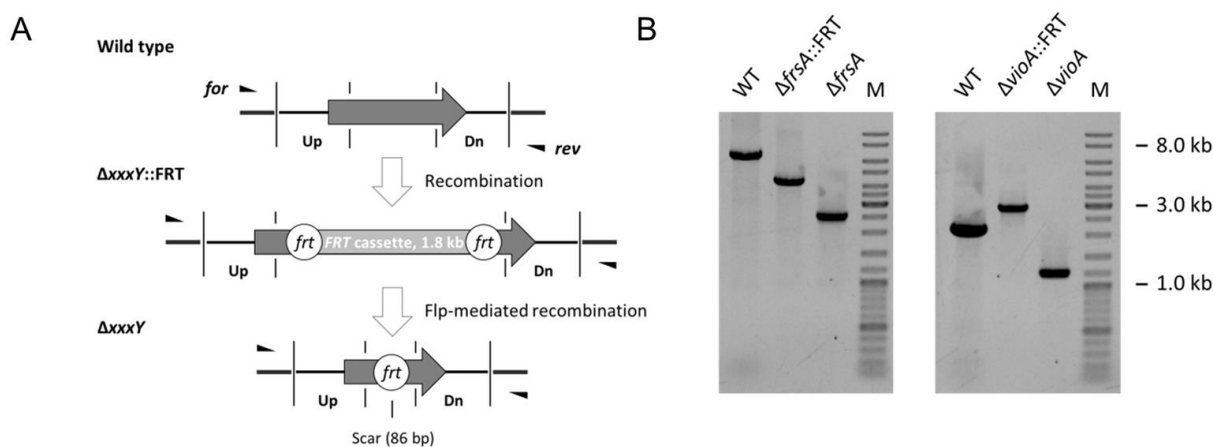 A
Wild type
for
Up
Dn
rev
ΔxxxY::FRT
Recombination
frt
FRT cassette, 1.8 kb
frt
Up
Dn
ΔxxxY
Flp-mediated recombination
frt
Up
Dn
Scar (86 bp)
B
WT
ΔfrsA::FRT
ΔfrsA
M
WT
ΔvioA::FRT
ΔvioA
M
– 8.0 kb
– 3.0 kb
– 1.0 kb